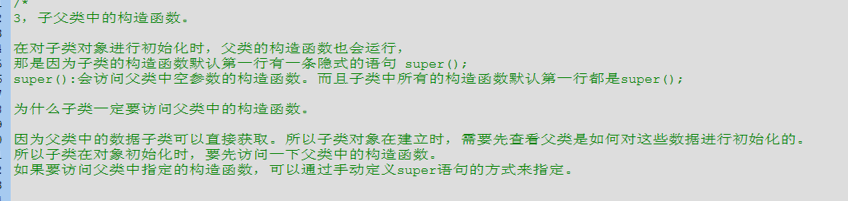 /*
3，子父类中的构造函数。
在对子类对象进行初始化时，父类的构造函数也会运行，
那是因为子类的构造函数默认第一行有一条隐式的语句 super();
super():会访问父类中空参数的构造函数。而且子类中所有的构造函数默认第一行都是super();
为什么子类一定要访问父类中的构造函数。
因为父类中的数据子类可以直接获取。所以子类对象在建立时，需要先查看父类是如何对这些数据进行初始化的。
所以子类在对象初始化时，要先访问一下父类中的构造函数。
如果要访问父类中指定的构造函数，可以通过手动定义super语句的方式来指定。